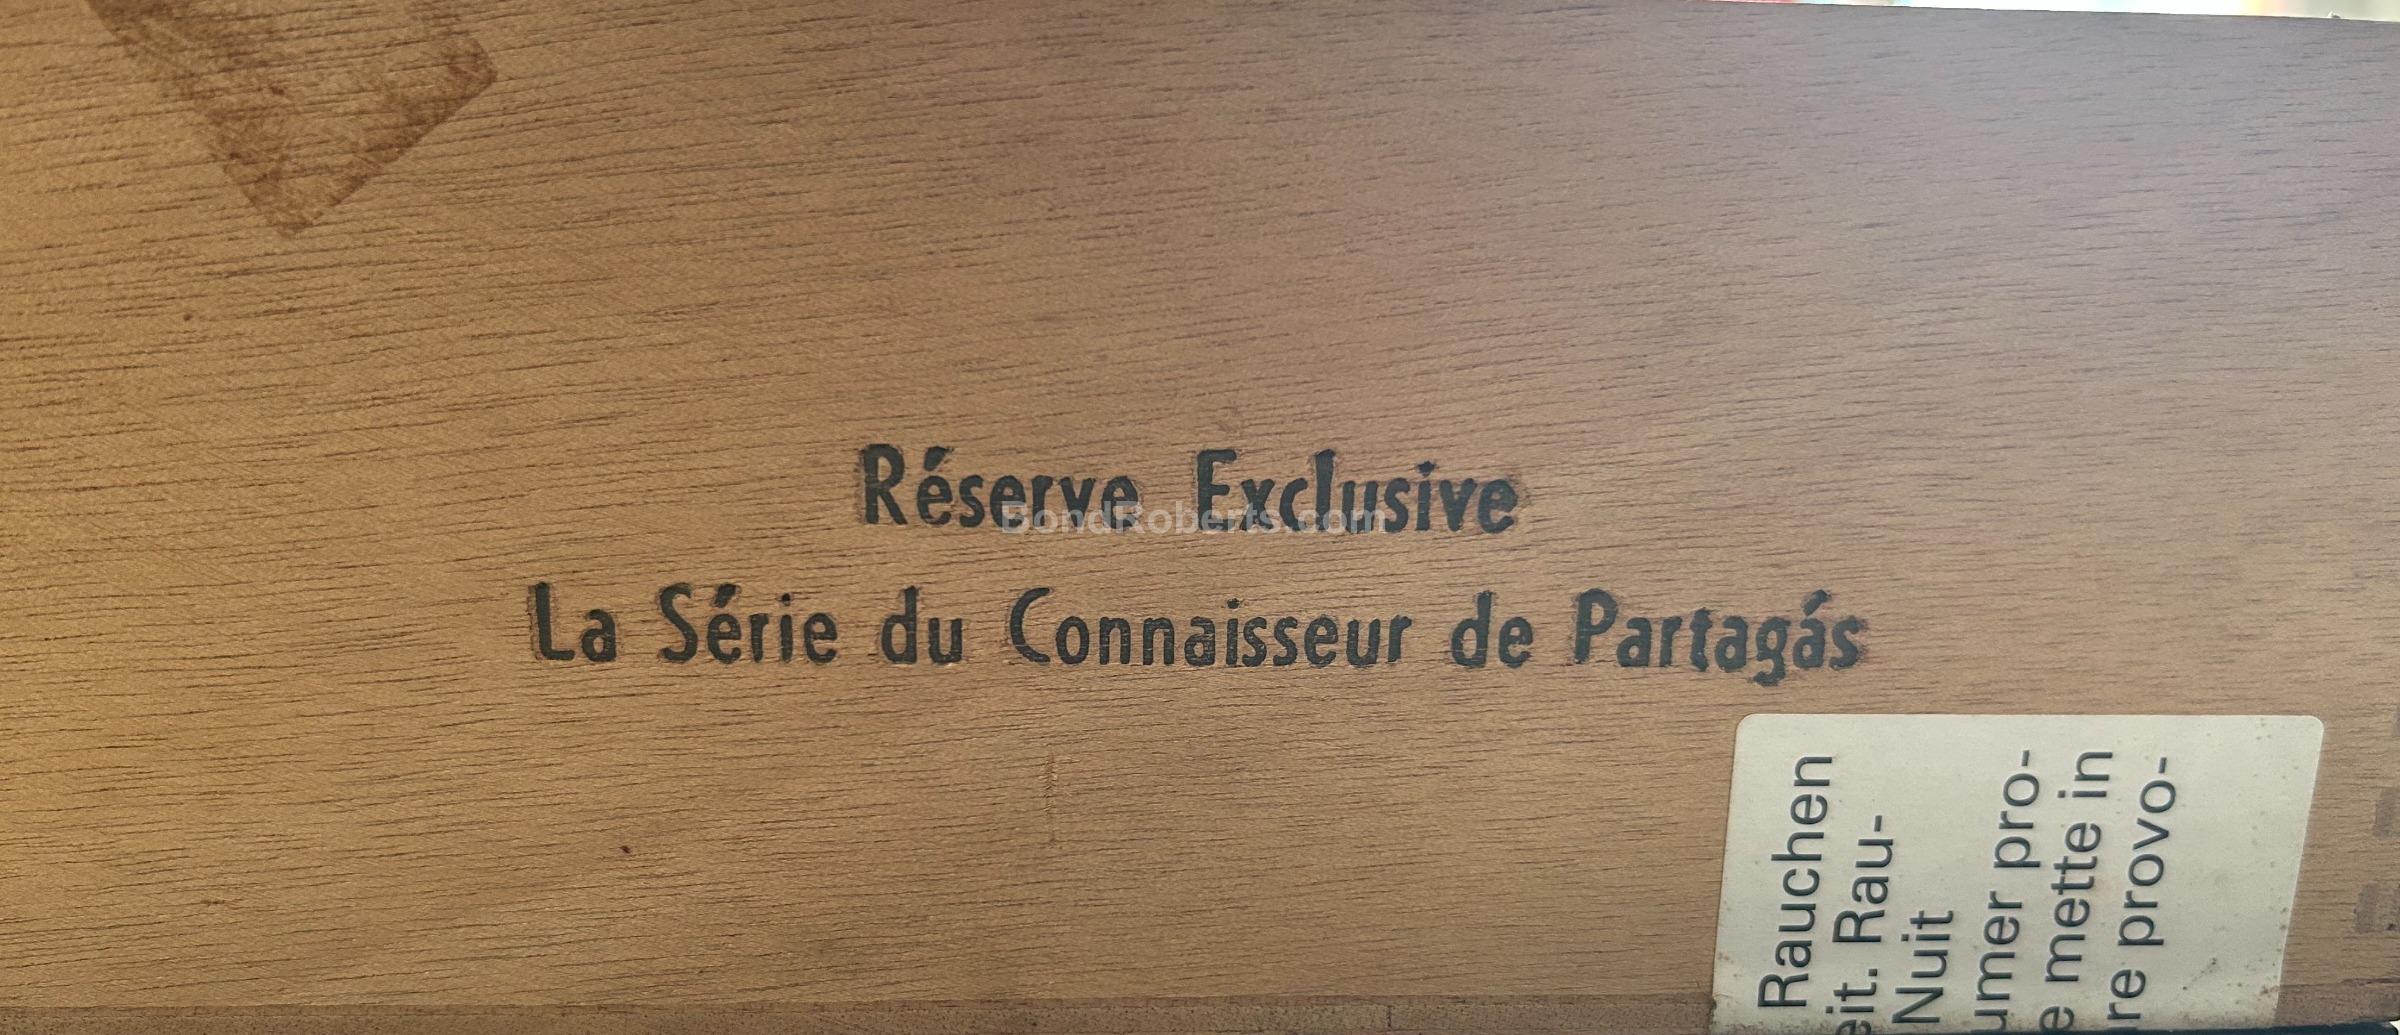 Réserve Exclusive
BondRoberts.com
La Série du Connaisseur de Partagás
Rauchen
eit. Rau-
Nuit
umer pro-
e mette in
re provo-